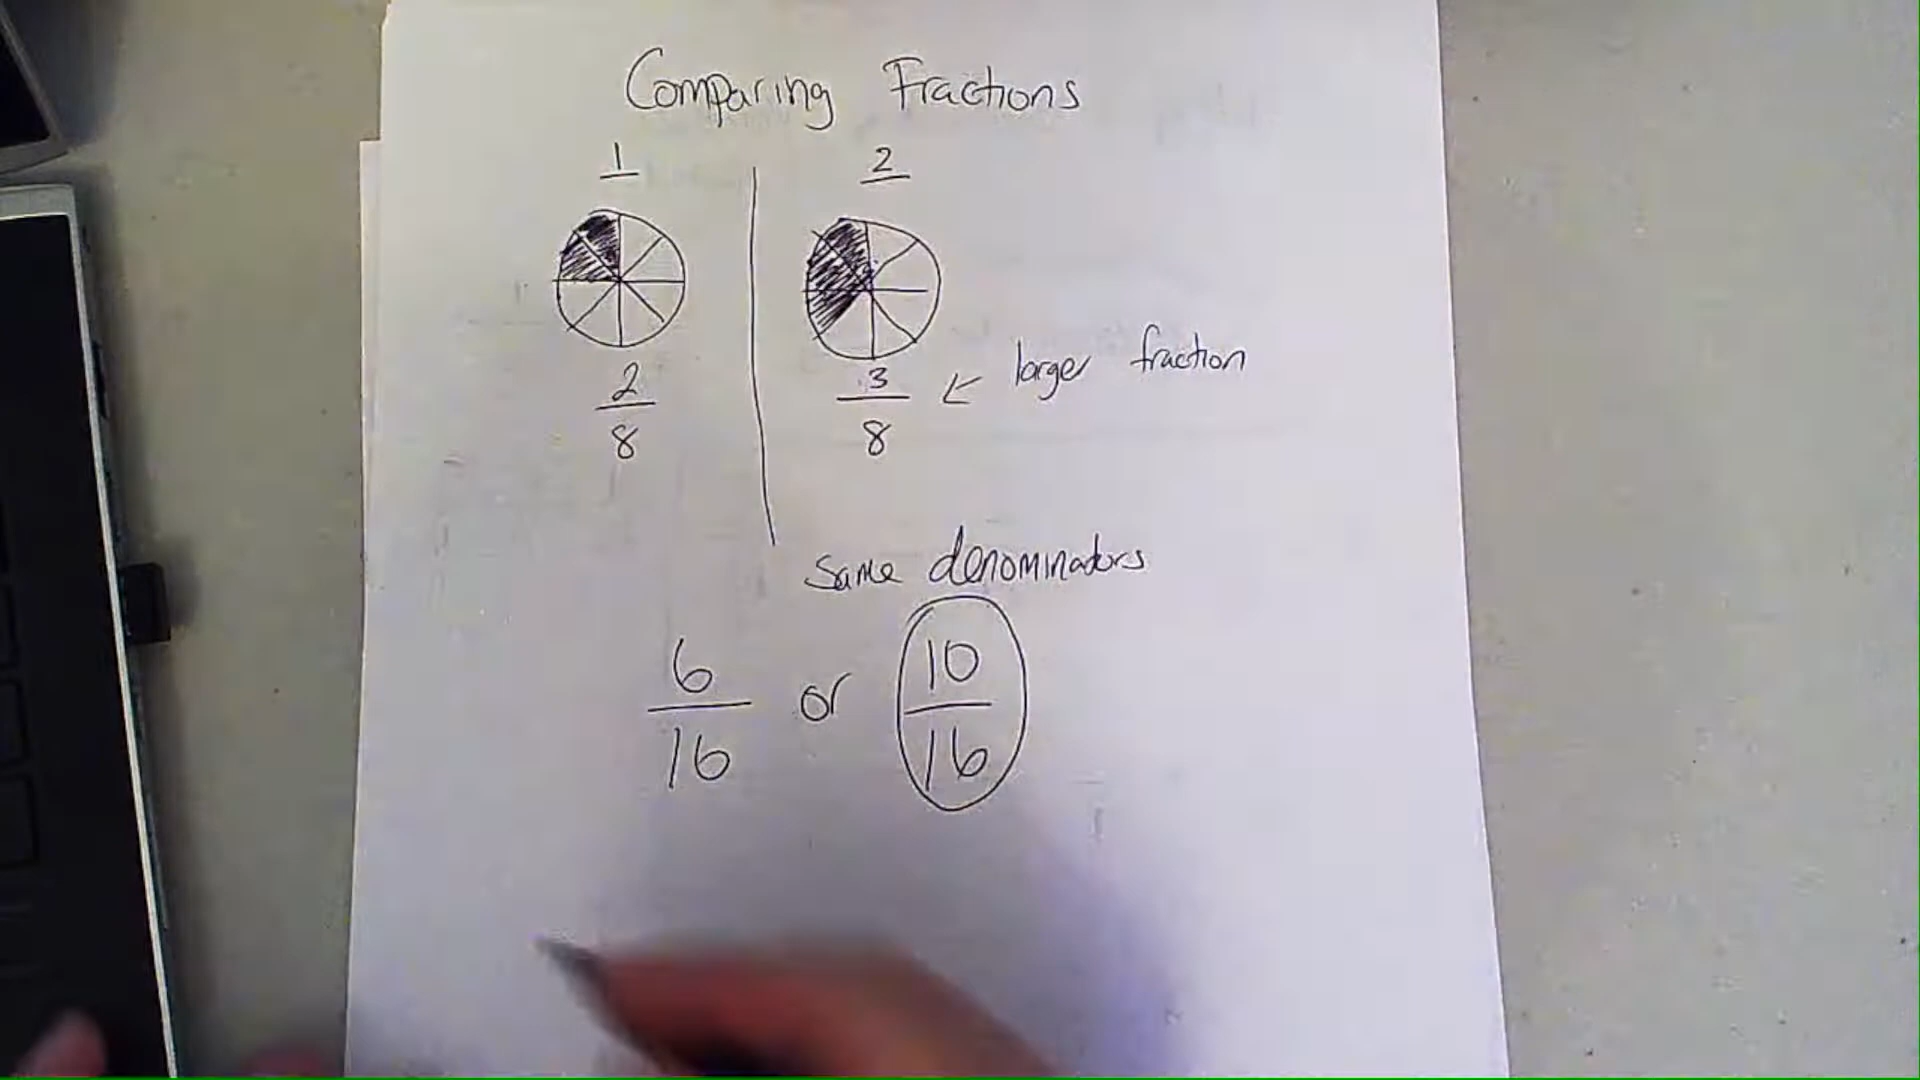 Comparing Fractions
1 2
2/8 3/8 ← larger fraction
same denominators
6/16 or 10/16